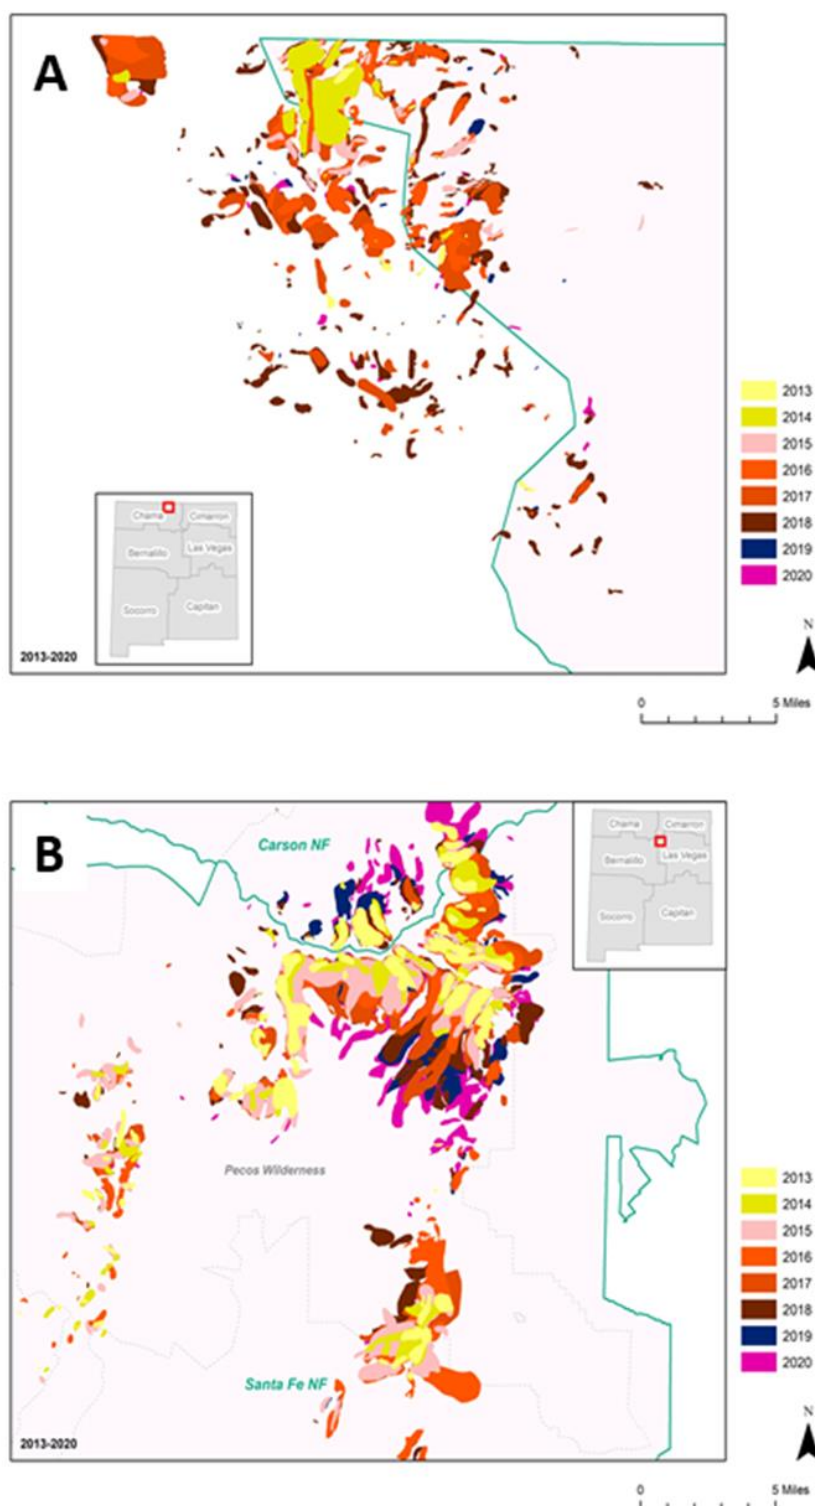 A
2013
2014
2015
2016
2017
2018
2019
2020
Chama
Cimarron
Bernalillo
Las Vegas
Socorro
Capitan
2013-2020
N
0
5 Miles
B
Carson NF
Chama
Cimarron
Bernalillo
Las Vegas
Socorro
Capitan
Pecos Wilderness
2013
2014
2015
2016
2017
2018
2019
2020
Santa Fe NF
2013-2020
N
0
5 Miles